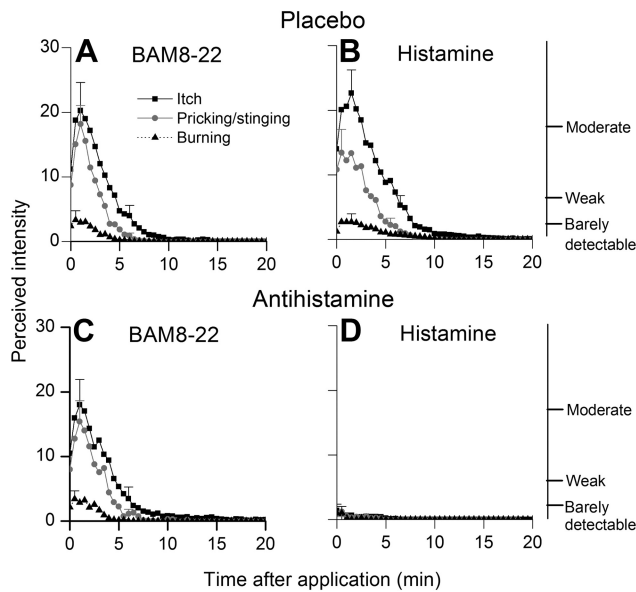 Placebo
A
BAM8-22
B
Histamine
Itch
Pricking/stinging
Burning
30
20
10
0
0 5 10 15 20
0 5 10 15 20
Moderate
Weak
Barely
detectable
Perceived intensity
Antihistamine
C
BAM8-22
D
Histamine
30
20
10
0
0 5 10 15 20
0 5 10 15 20
Moderate
Weak
Barely
detectable
Time after application (min)